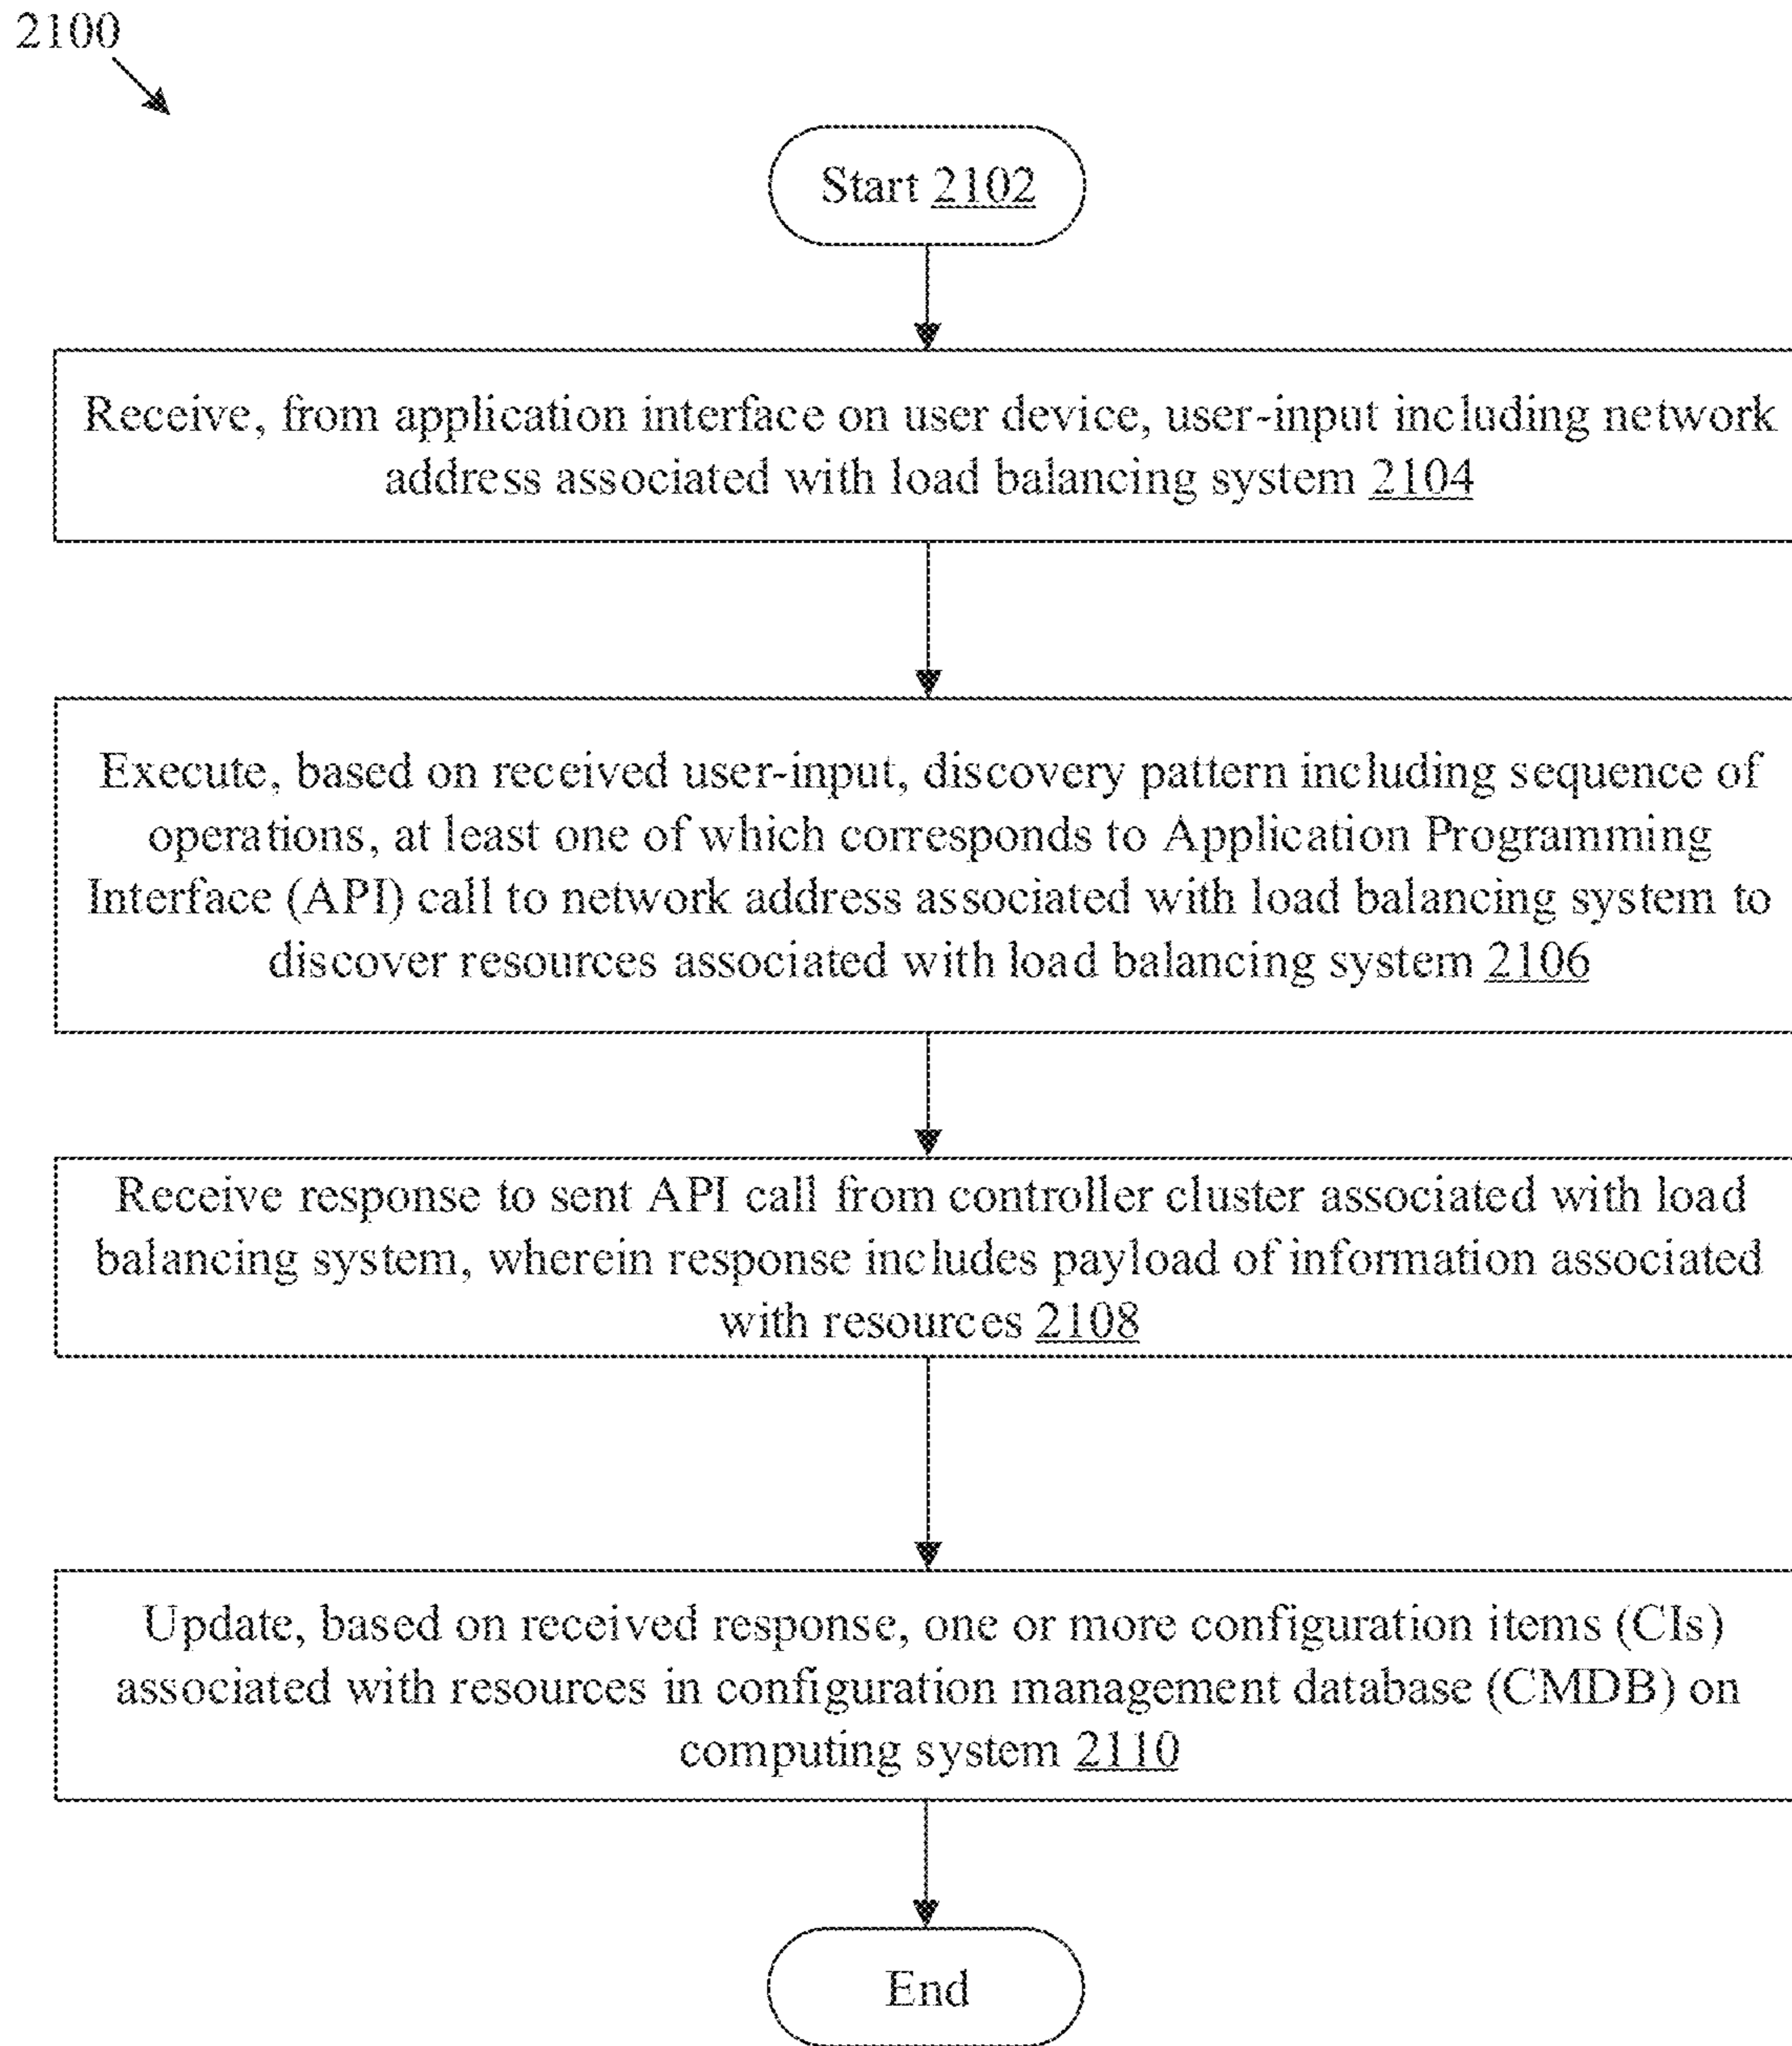 2100
Start 2102
Receive, from application interface on user device, user-input including network
address associated with load balancing system 2104
Execute, based on received user-input, discovery pattern including sequence of
operations, at least one of which corresponds to Application Programming
Interface (API) call to network address associated with load balancing system to
discover resources associated with load balancing system 2106
Receive response to sent API call from controller cluster associated with load
balancing system, wherein response includes payload of information associated
with resources 2108
Update, based on received response, one or more configuration items (CIs)
associated with resources in configuration management database (CMDB) on
computing system 2110
End